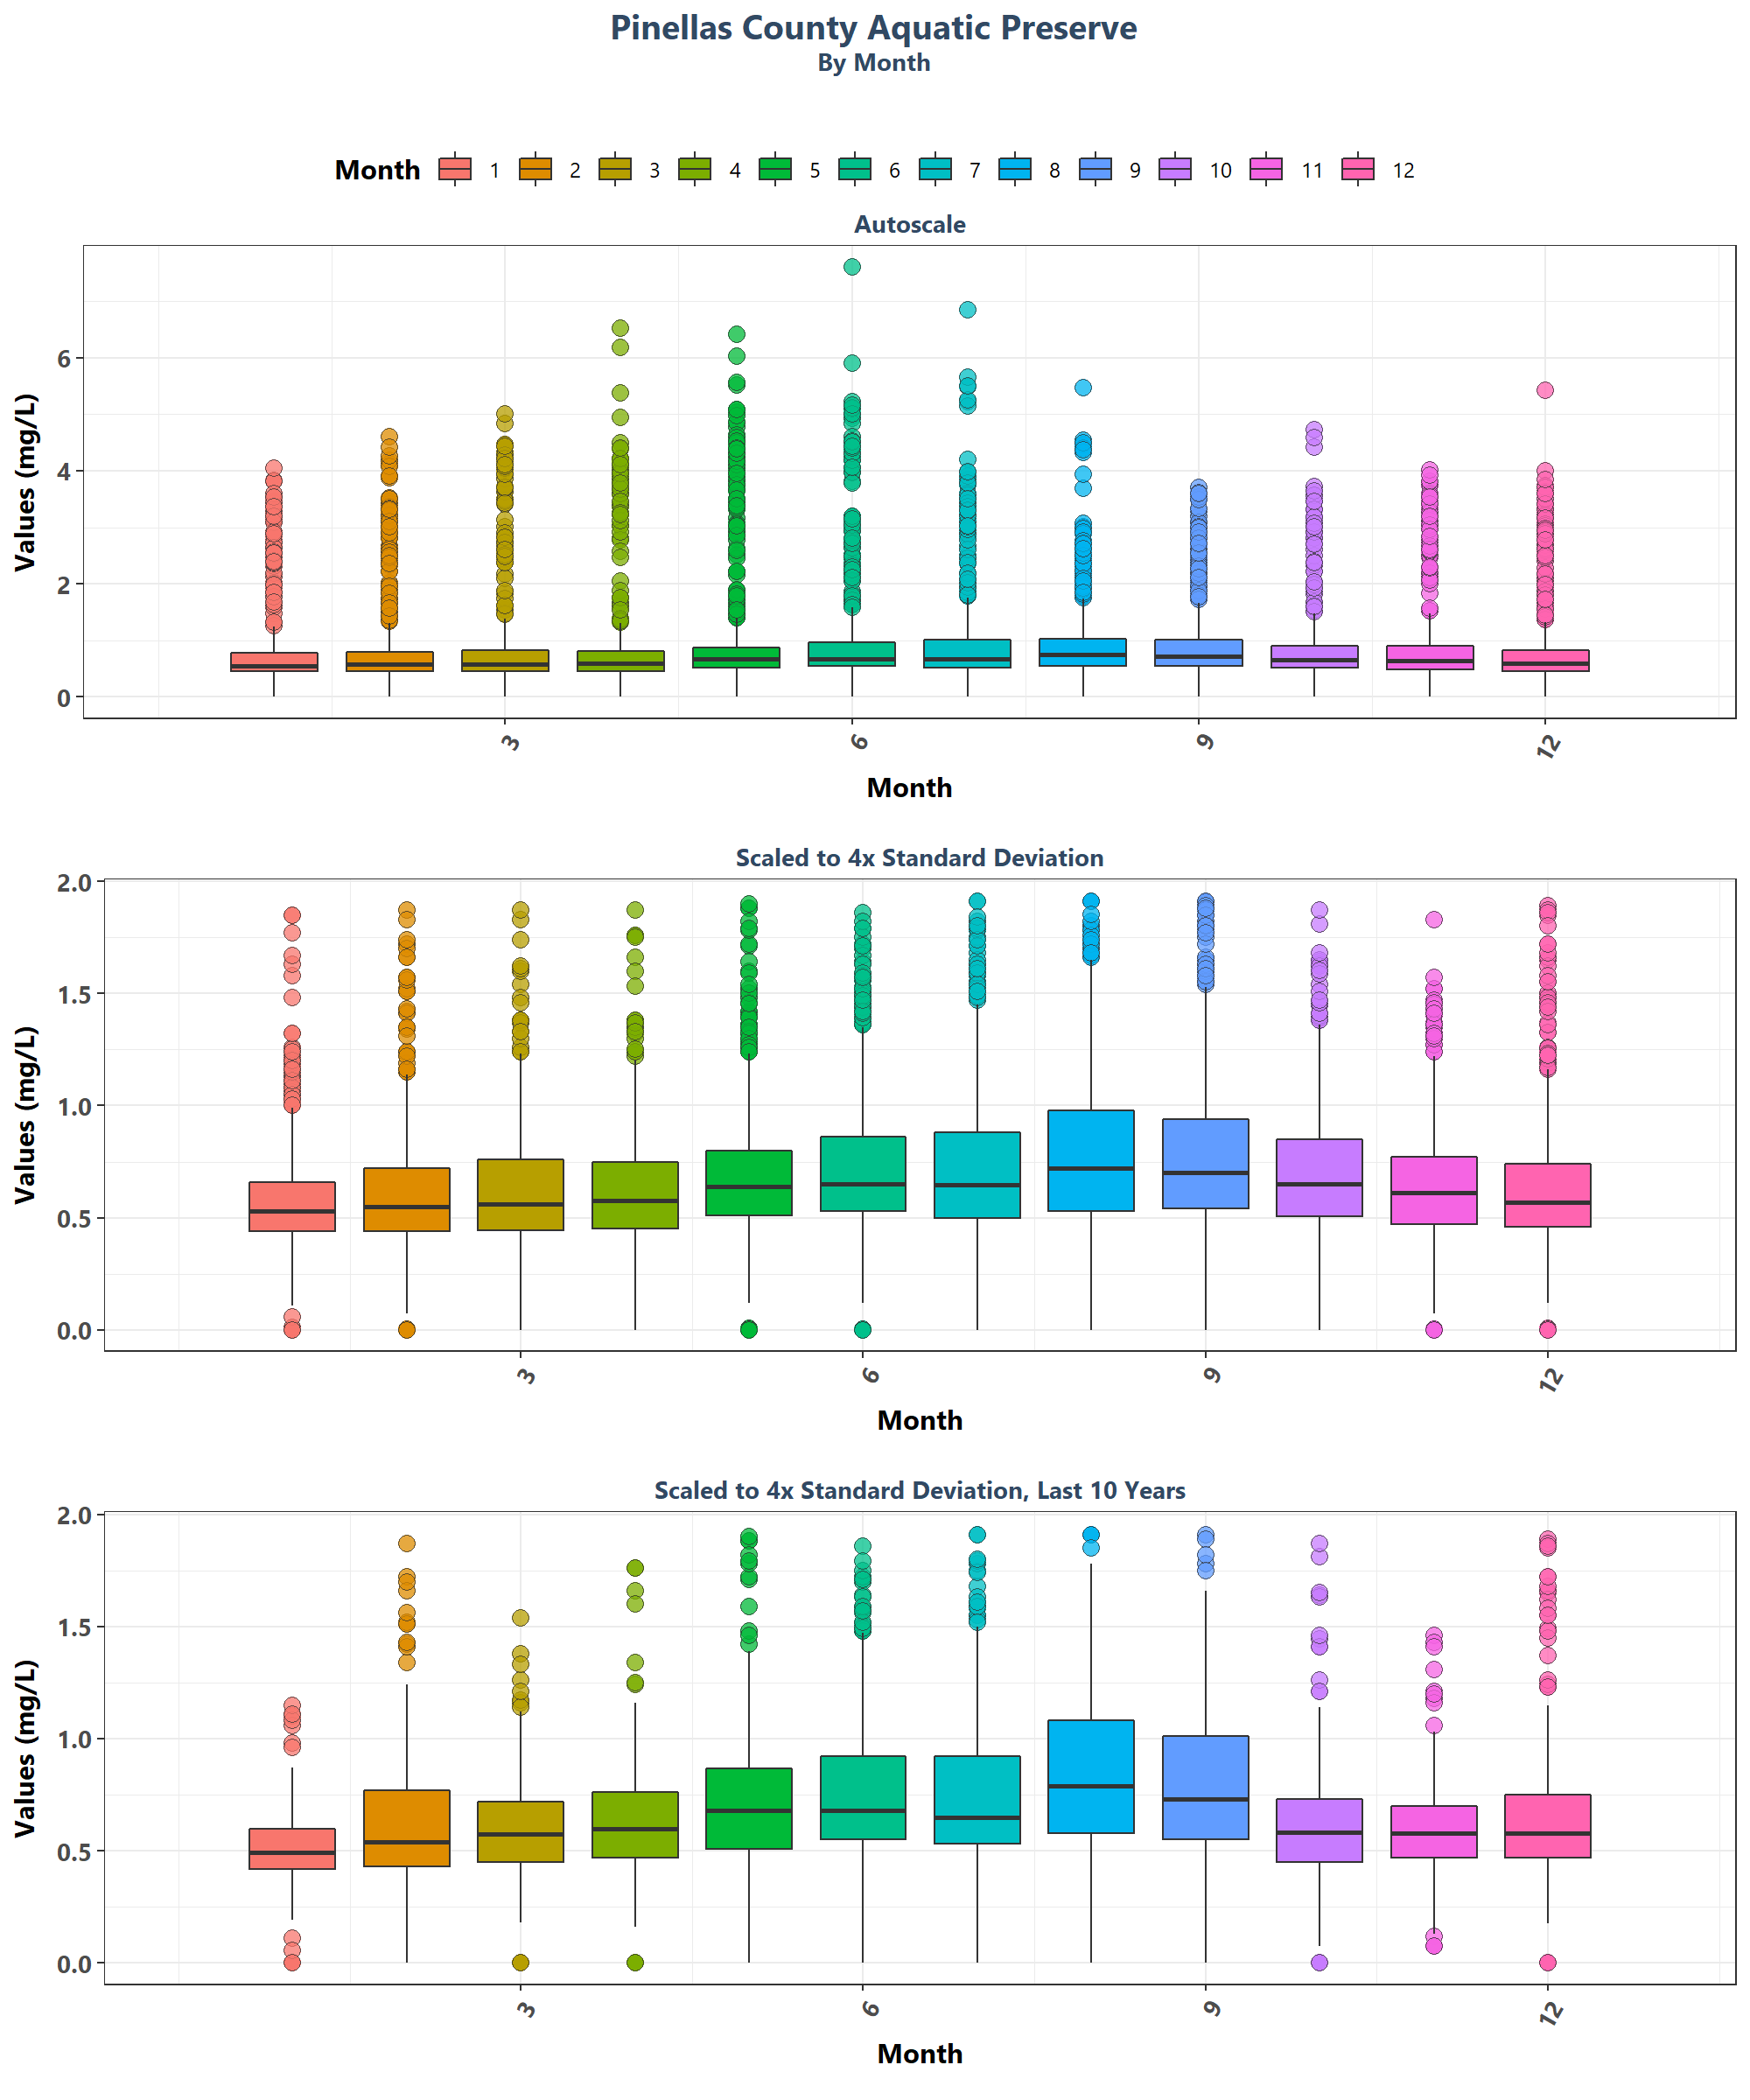 Pinellas County Aquatic Preserve
By Month
Month 1 2 3 4 5 6 7 8 9 10 11 12
Autoscale
Values (mg/L)
6
4
2
0
3 6 9 12
Month
Scaled to 4x Standard Deviation
Values (mg/L)
2.0
1.5
1.0
0.5
0.0
3 6 9 12
Month
Scaled to 4x Standard Deviation, Last 10 Years
Values (mg/L)
2.0
1.5
1.0
0.5
0.0
3 6 9 12
Month